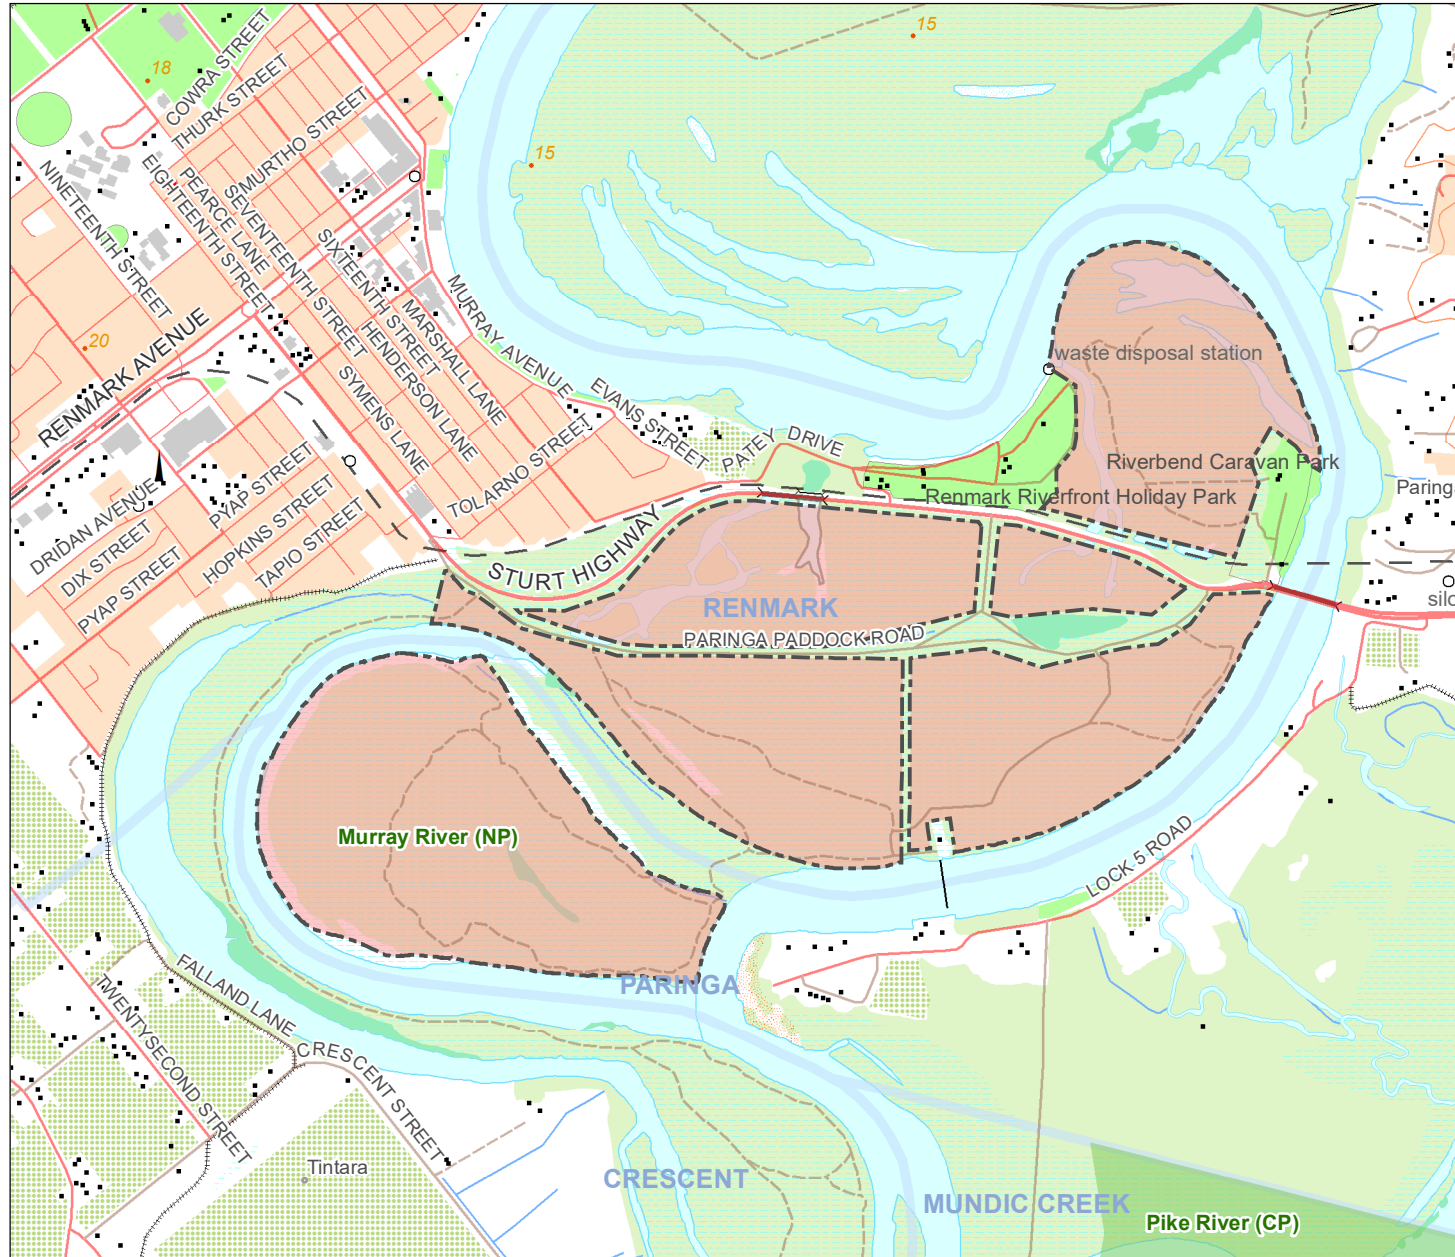 15
18
15
COWRA STREET
THURK STREET
MURTHO STREET
NINETEENTH STREET
EIGHTEENTH STREET
PEARCE LANE
SEVENTEENTH STREET
SIXTEENTH STREET
MARSHALL LANE
HENDERSON LANE
SYMENS LANE
MURRAY AVENUE
20
RENMARK AVENUE
waste disposal station
EVANS STREET
PATEY DRIVE
TOLARNO STREET
Riverbend Caravan Park
Renmark Riverfront Holiday Park
Paring
DRIDAN AVENUE
PYAP STREET
DIX STREET
HOPKINS STREET
PYAP STREET
TAPIO STREET
STURT HIGHWAY
silo
RENMARK
PARINGA PADDOCK ROAD
Murray River (NP)
LOCK 5 ROAD
FALLAND LANE
PARINGA
TWENTYSECOND STREET
CRESCENT STREET
Tintara
CRESCENT
MUNDIC CREEK
Pike River (CP)